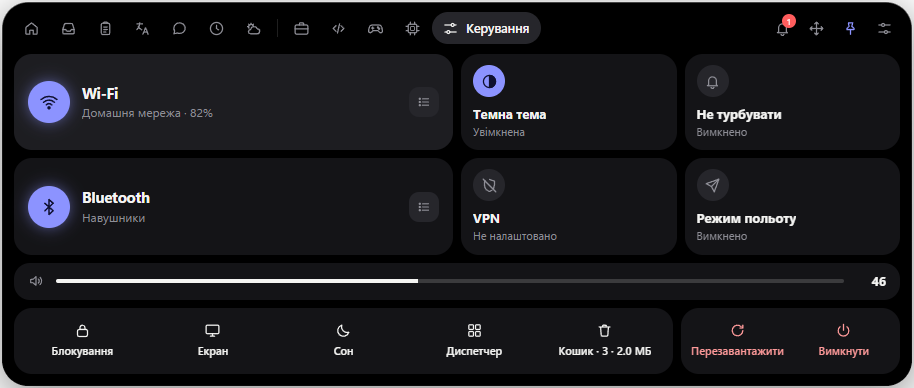 1
Керування
Wi-Fi
Домашня мережа · 82%
Темна тема
Увімкнена
Не турбувати
Вимкнено
Bluetooth
Навушники
VPN
Не налаштовано
Режим польоту
Вимкнено
46
Блокування
Екран
Сон
Диспетчер
Кошик · 3 · 2.0 МБ
Перезавантажити
Вимкнути